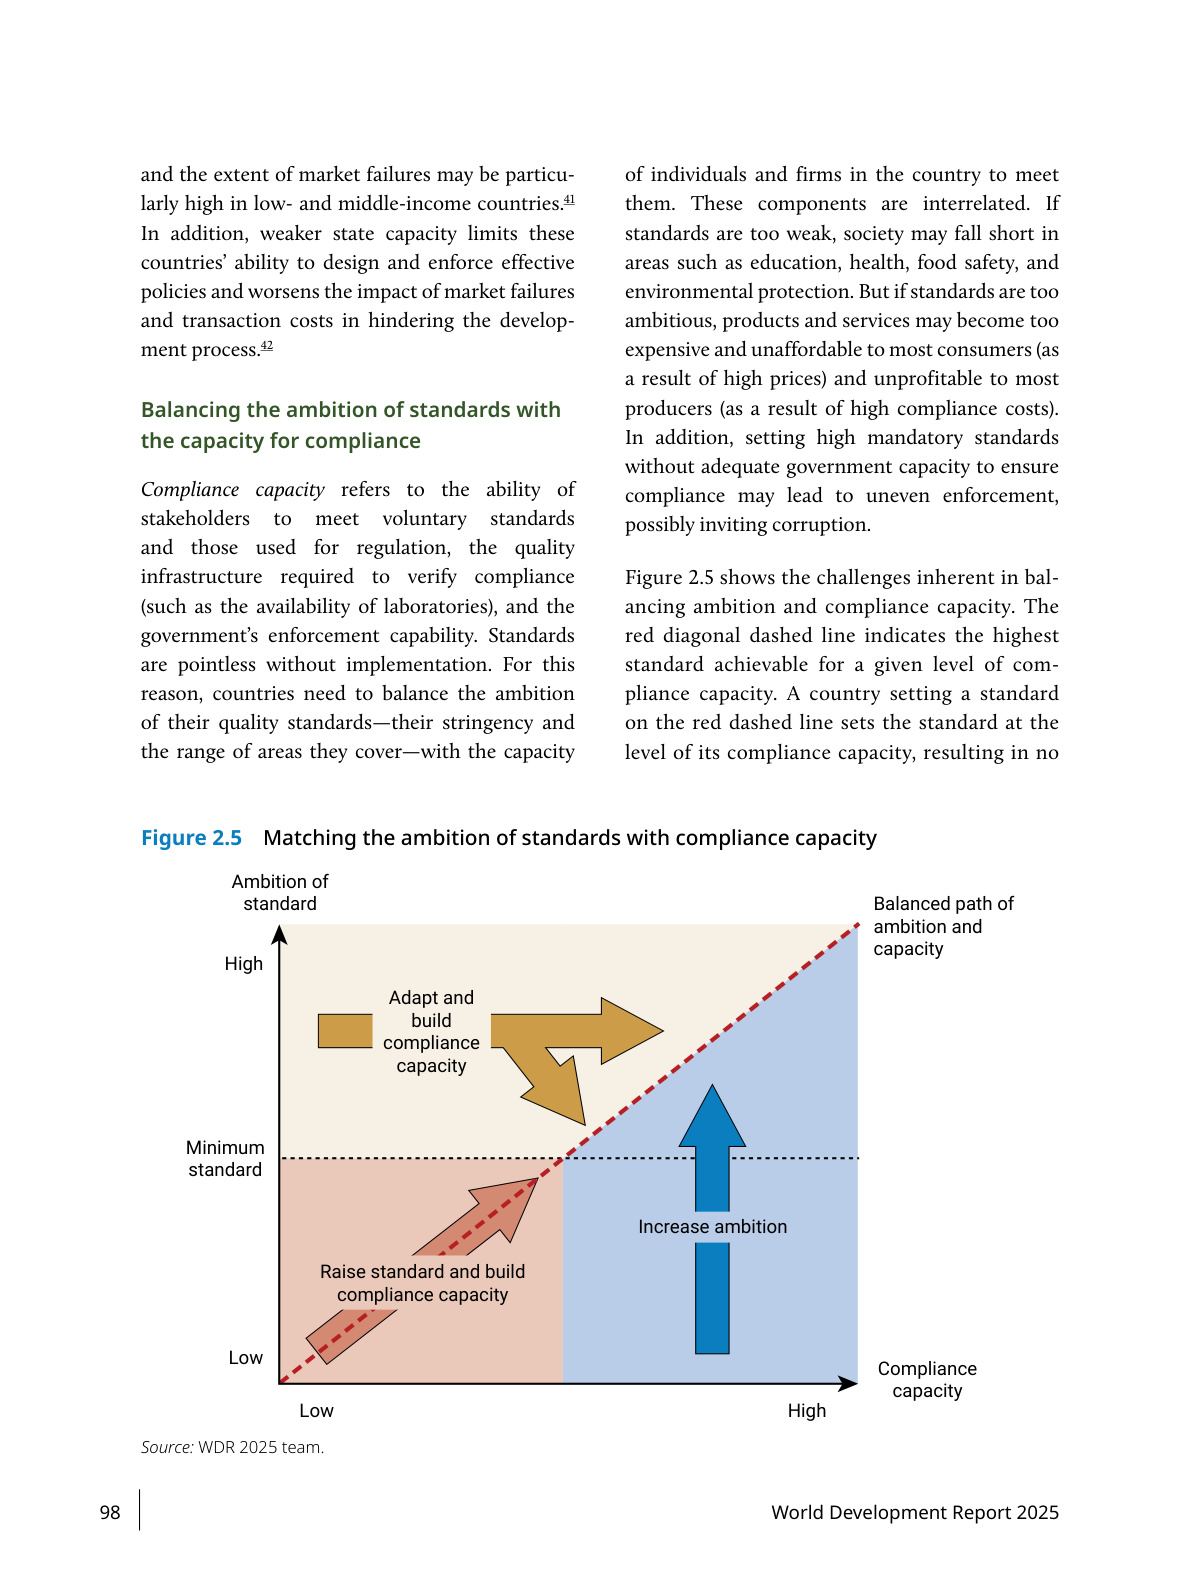 and the extent of market failures may be particu-
larly high in low- and middle-income countries.41
In addition, weaker state capacity limits these
countries’ ability to design and enforce effective
policies and worsens the impact of market failures
and transaction costs in hindering the develop-
ment process.42
Balancing the ambition of standards with
the capacity for compliance
Compliance capacity refers to the ability of
stakeholders to meet voluntary standards
and those used for regulation, the quality
infrastructure required to verify compliance
(such as the availability of laboratories), and the
government’s enforcement capability. Standards
are pointless without implementation. For this
reason, countries need to balance the ambition
of their quality standards—their stringency and
the range of areas they cover—with the capacity
of individuals and firms in the country to meet
them. These components are interrelated. If
standards are too weak, society may fall short in
areas such as education, health, food safety, and
environmental protection. But if standards are too
ambitious, products and services may become too
expensive and unaffordable to most consumers (as
a result of high prices) and unprofitable to most
producers (as a result of high compliance costs).
In addition, setting high mandatory standards
without adequate government capacity to ensure
compliance may lead to uneven enforcement,
possibly inviting corruption.
Figure 2.5 shows the challenges inherent in bal-
ancing ambition and compliance capacity. The
red diagonal dashed line indicates the highest
standard achievable for a given level of com-
pliance capacity. A country setting a standard
on the red dashed line sets the standard at the
level of its compliance capacity, resulting in no
Figure 2.5 Matching the ambition of standards with compliance capacity
Ambition of
standard
Balanced path of
ambition and
capacity
High
Adapt and
build
compliance
capacity
Minimum
standard
Increase ambition
Raise standard and build
compliance capacity
Low
Compliance
capacity
Low
High
Source: WDR 2025 team.
98
World Development Report 2025